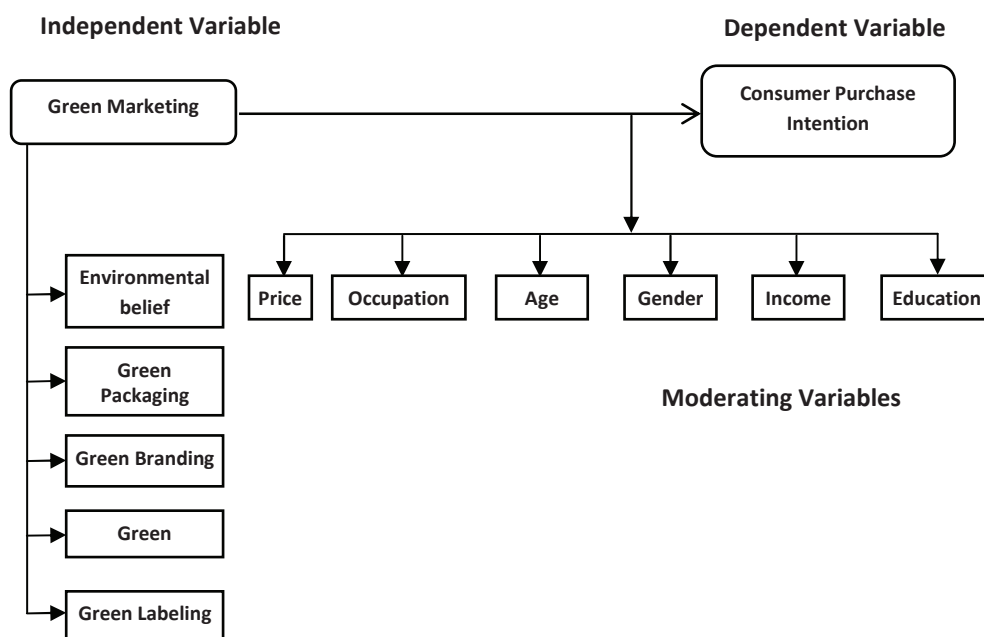 Independent Variable
Dependent Variable
Green Marketing
Consumer Purchase
Intention
Environmental
belief
Price
Occupation
Age
Gender
Income
Education
Green
Packaging
Moderating Variables
Green Branding
Green
Green Labeling